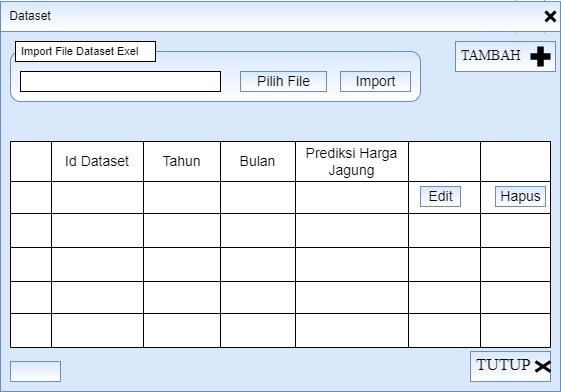 Dataset
Import File Dataset Exel
TAMBAH
Pilih File
Import
Id Dataset
Tahun
Bulan
Prediksi Harga
Jagung
Edit
Hapus
TUTUP